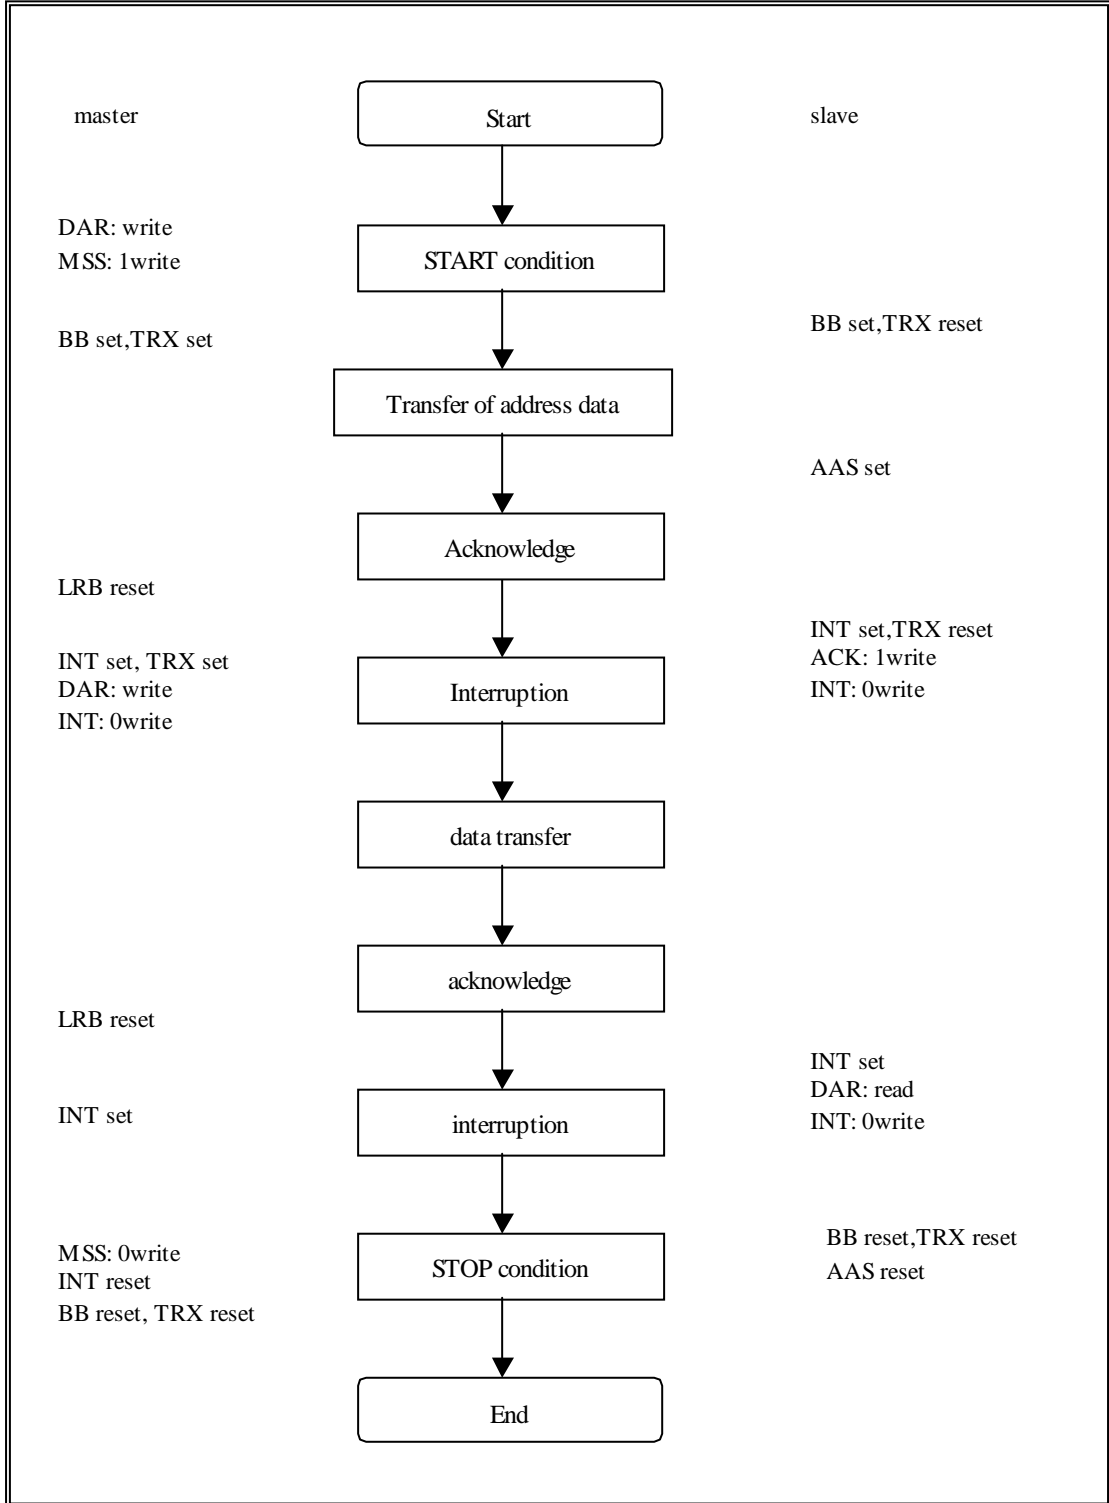 master
Start
slave
DAR: write
MSS: 1write
START condition
BB set,TRX set
BB set,TRX reset
Transfer of address data
AAS set
Acknowledge
LRB reset
INT set, TRX set
DAR: write
INT: 0write
Interruption
INT set,TRX reset
ACK: 1write
INT: 0write
data transfer
acknowledge
LRB reset
INT set
interruption
INT set
DAR: read
INT: 0write
MSS: 0write
INT reset
BB reset, TRX reset
STOP condition
BB reset,TRX reset
AAS reset
End